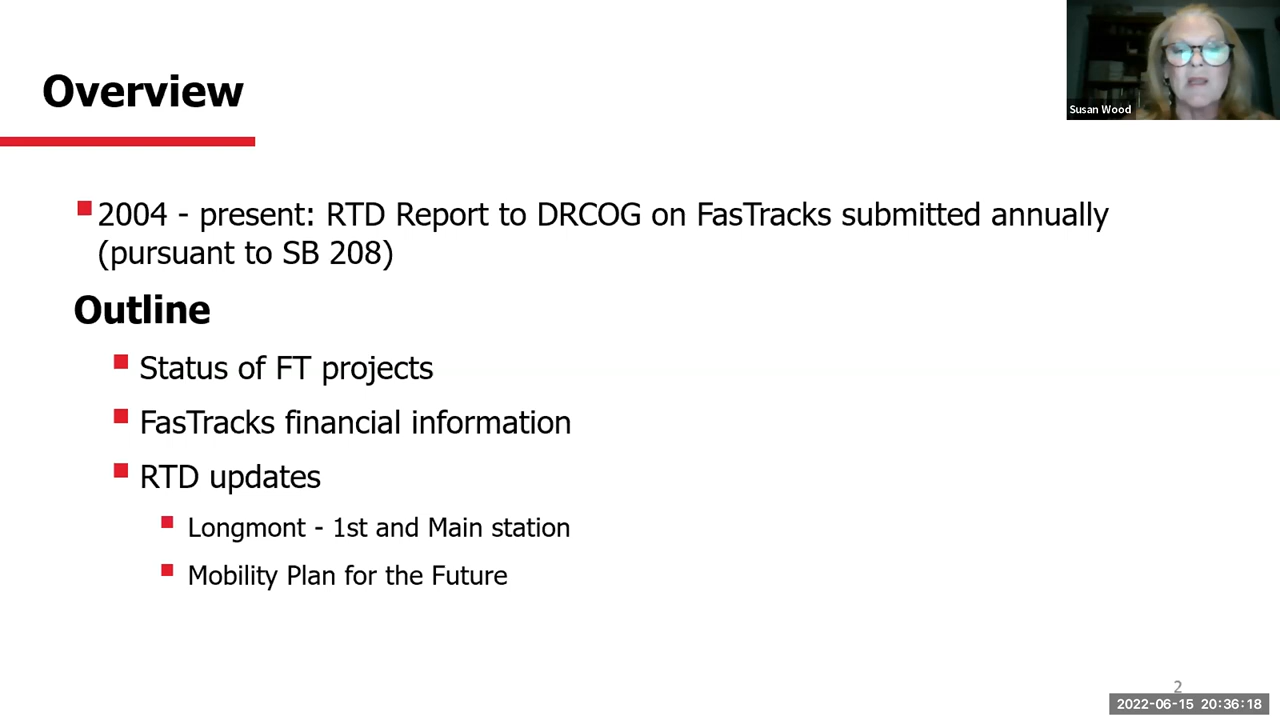 Overview
Susan Wood
2004 - present: RTD Report to DRCOG on FasTracks submitted annually
(pursuant to SB 208)
Outline
Status of FT projects
FasTracks financial information
RTD updates
Longmont - 1st and Main station
Mobility Plan for the Future
2
2022-06-15 20:36:18